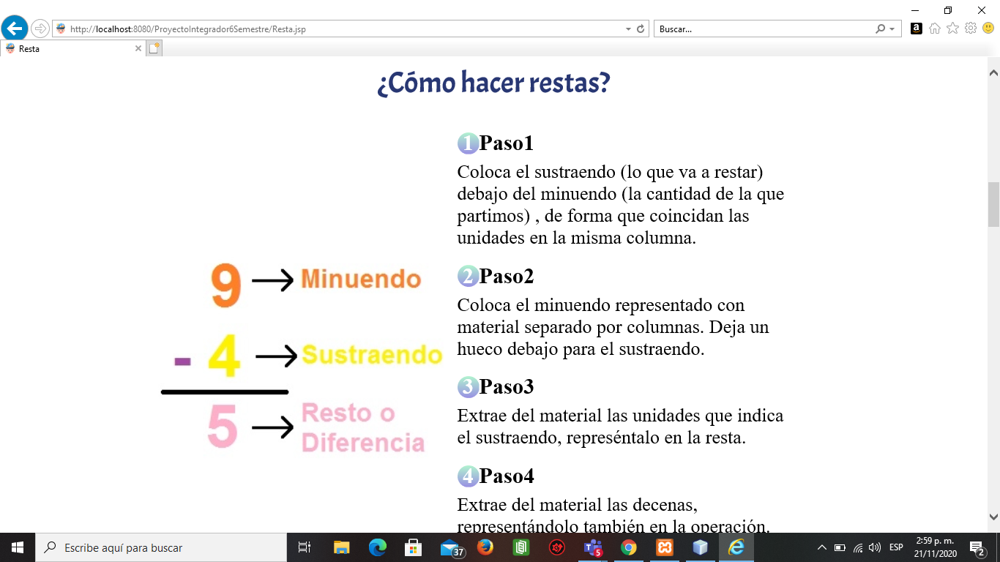 http://localhost:8080/ProyectoIntegrador6Semestre/Resta.jsp
Buscar...
Resta
¿Cómo hacer restas?
9 → Minuendo
- 4 → Sustraendo
5 → Resto o
Diferencia
1 Paso1
Coloca el sustraendo (lo que va a restar)
debajo del minuendo (la cantidad de la que
partimos) , de forma que coincidan las
unidades en la misma columna.
2 Paso2
Coloca el minuendo representado con
material separado por columnas. Deja un
hueco debajo para el sustraendo.
3 Paso3
Extrae del material las unidades que indica
el sustraendo, represéntalo en la resta.
4 Paso4
Extrae del material las decenas,
representándolo también en la operación.
Escribe aquí para buscar
37
5
ESP
2:59 p. m.
21/11/2020
2